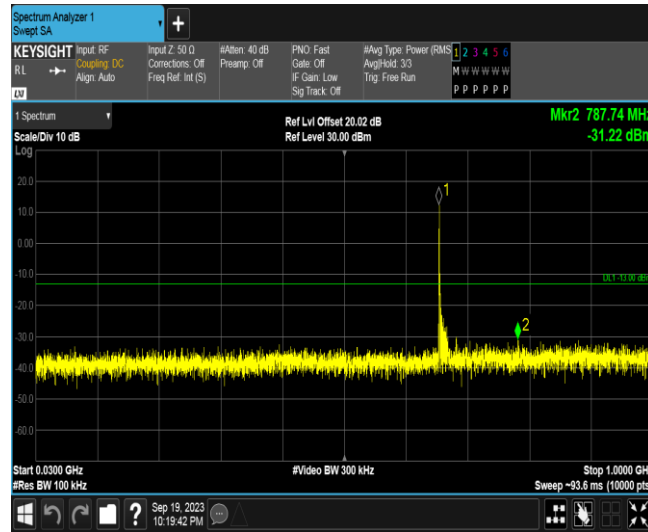 Spectrum Analyzer 1
Swept SA
+
KEYSIGHT Input: RF Input Z: 50 Ω #Atten: 40 dB PNO: Fast #Avg Type: Power (RMS 1 2 3 4 5 6
RL Coupling: DC Corrections: Off Preamp: Off Gate: Off Avg|Hold: 3/3 M W W W W W
Align: Auto Freq Ref: Int (S) IF Gain: Low Trig: Free Run
LXI Sig Track: Off P P P P P P
1 Spectrum Ref Lvl Offset 20.02 dB Mkr2 787.74 MHz
Scale/Div 10 dB Ref Level 30.00 dBm -31.22 dBm
Log
20.0
1
10.0
0.00
-10.0
DL1 -13.00 dBm
-20.0
2
-30.0
-40.0
-50.0
-60.0
Start 0.0300 GHz #Video BW 300 kHz Stop 1.0000 GH
#Res BW 100 kHz Sweep ~93.6 ms (10000 pts
? Sep 19, 2023
10:19:42 PM